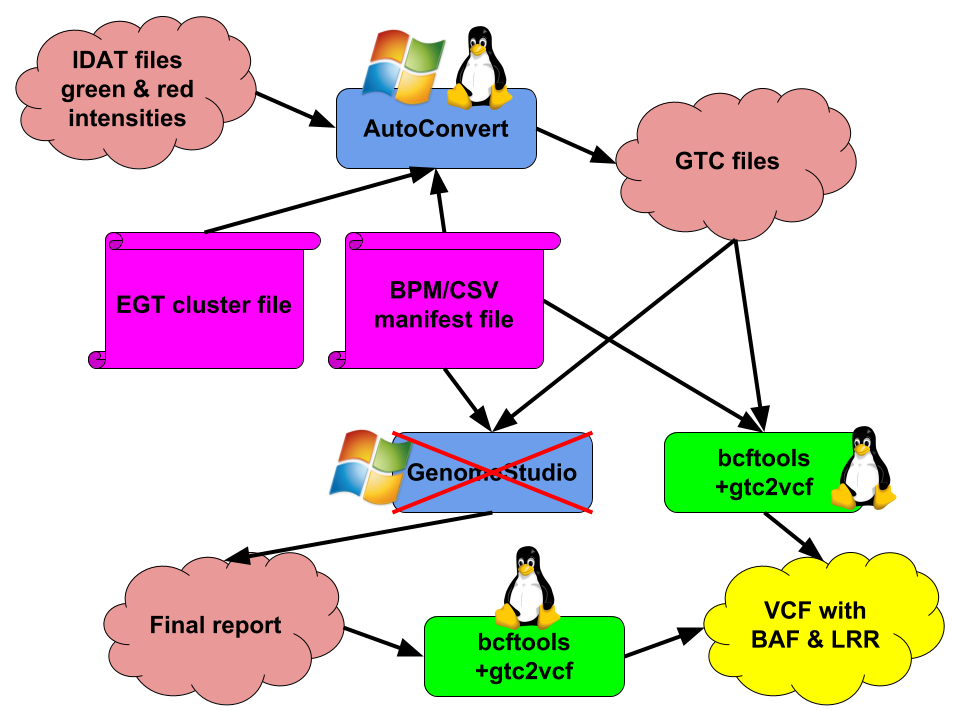 IDAT files
green & red
intensities
AutoConvert
GTC files
EGT cluster file
BPM/CSV
manifest file
GenomeStudio
bcftools
+gtc2vcf
Final report
bcftools
+gtc2vcf
VCF with
BAF & LRR